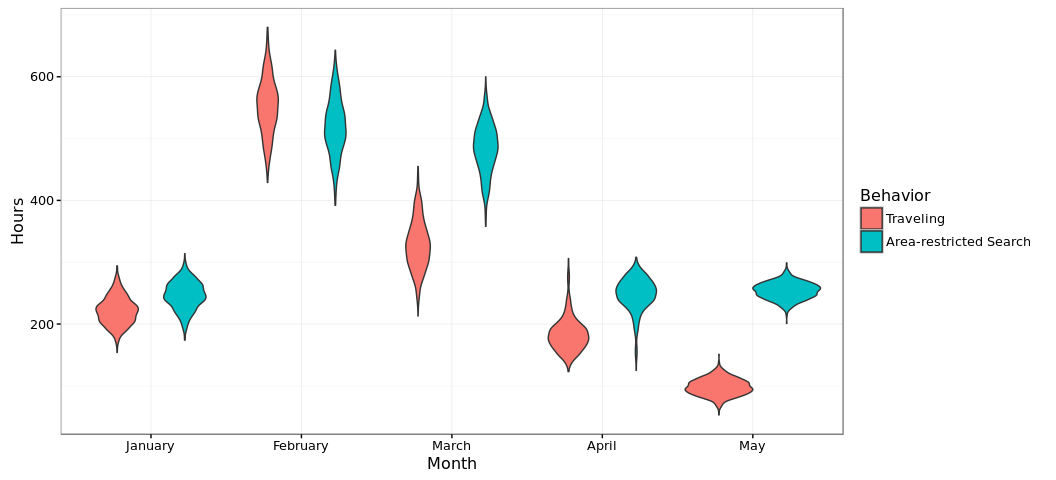 600
400
200
Hours
January
February
March
April
May
Month
Behavior
Traveling
Area-restricted Search